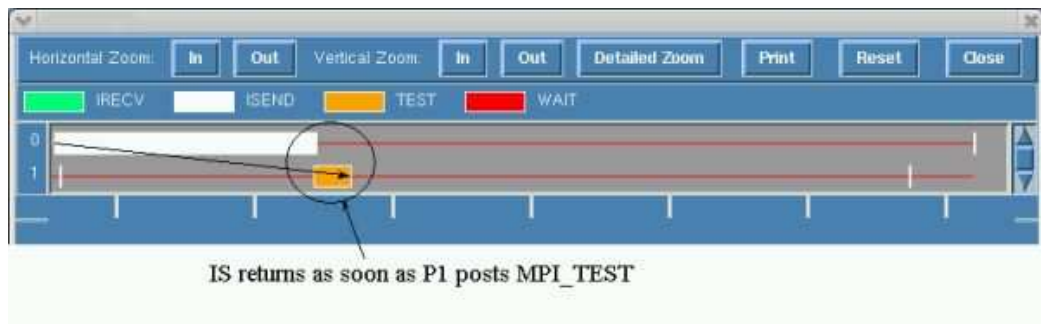 Horizontal Zoom: In Out Vertical Zoom: In Out Detailed Zoom Print Reset Close
IRECV ISEND TEST WAIT
0
1
IS returns as soon as P1 posts MPI_TEST